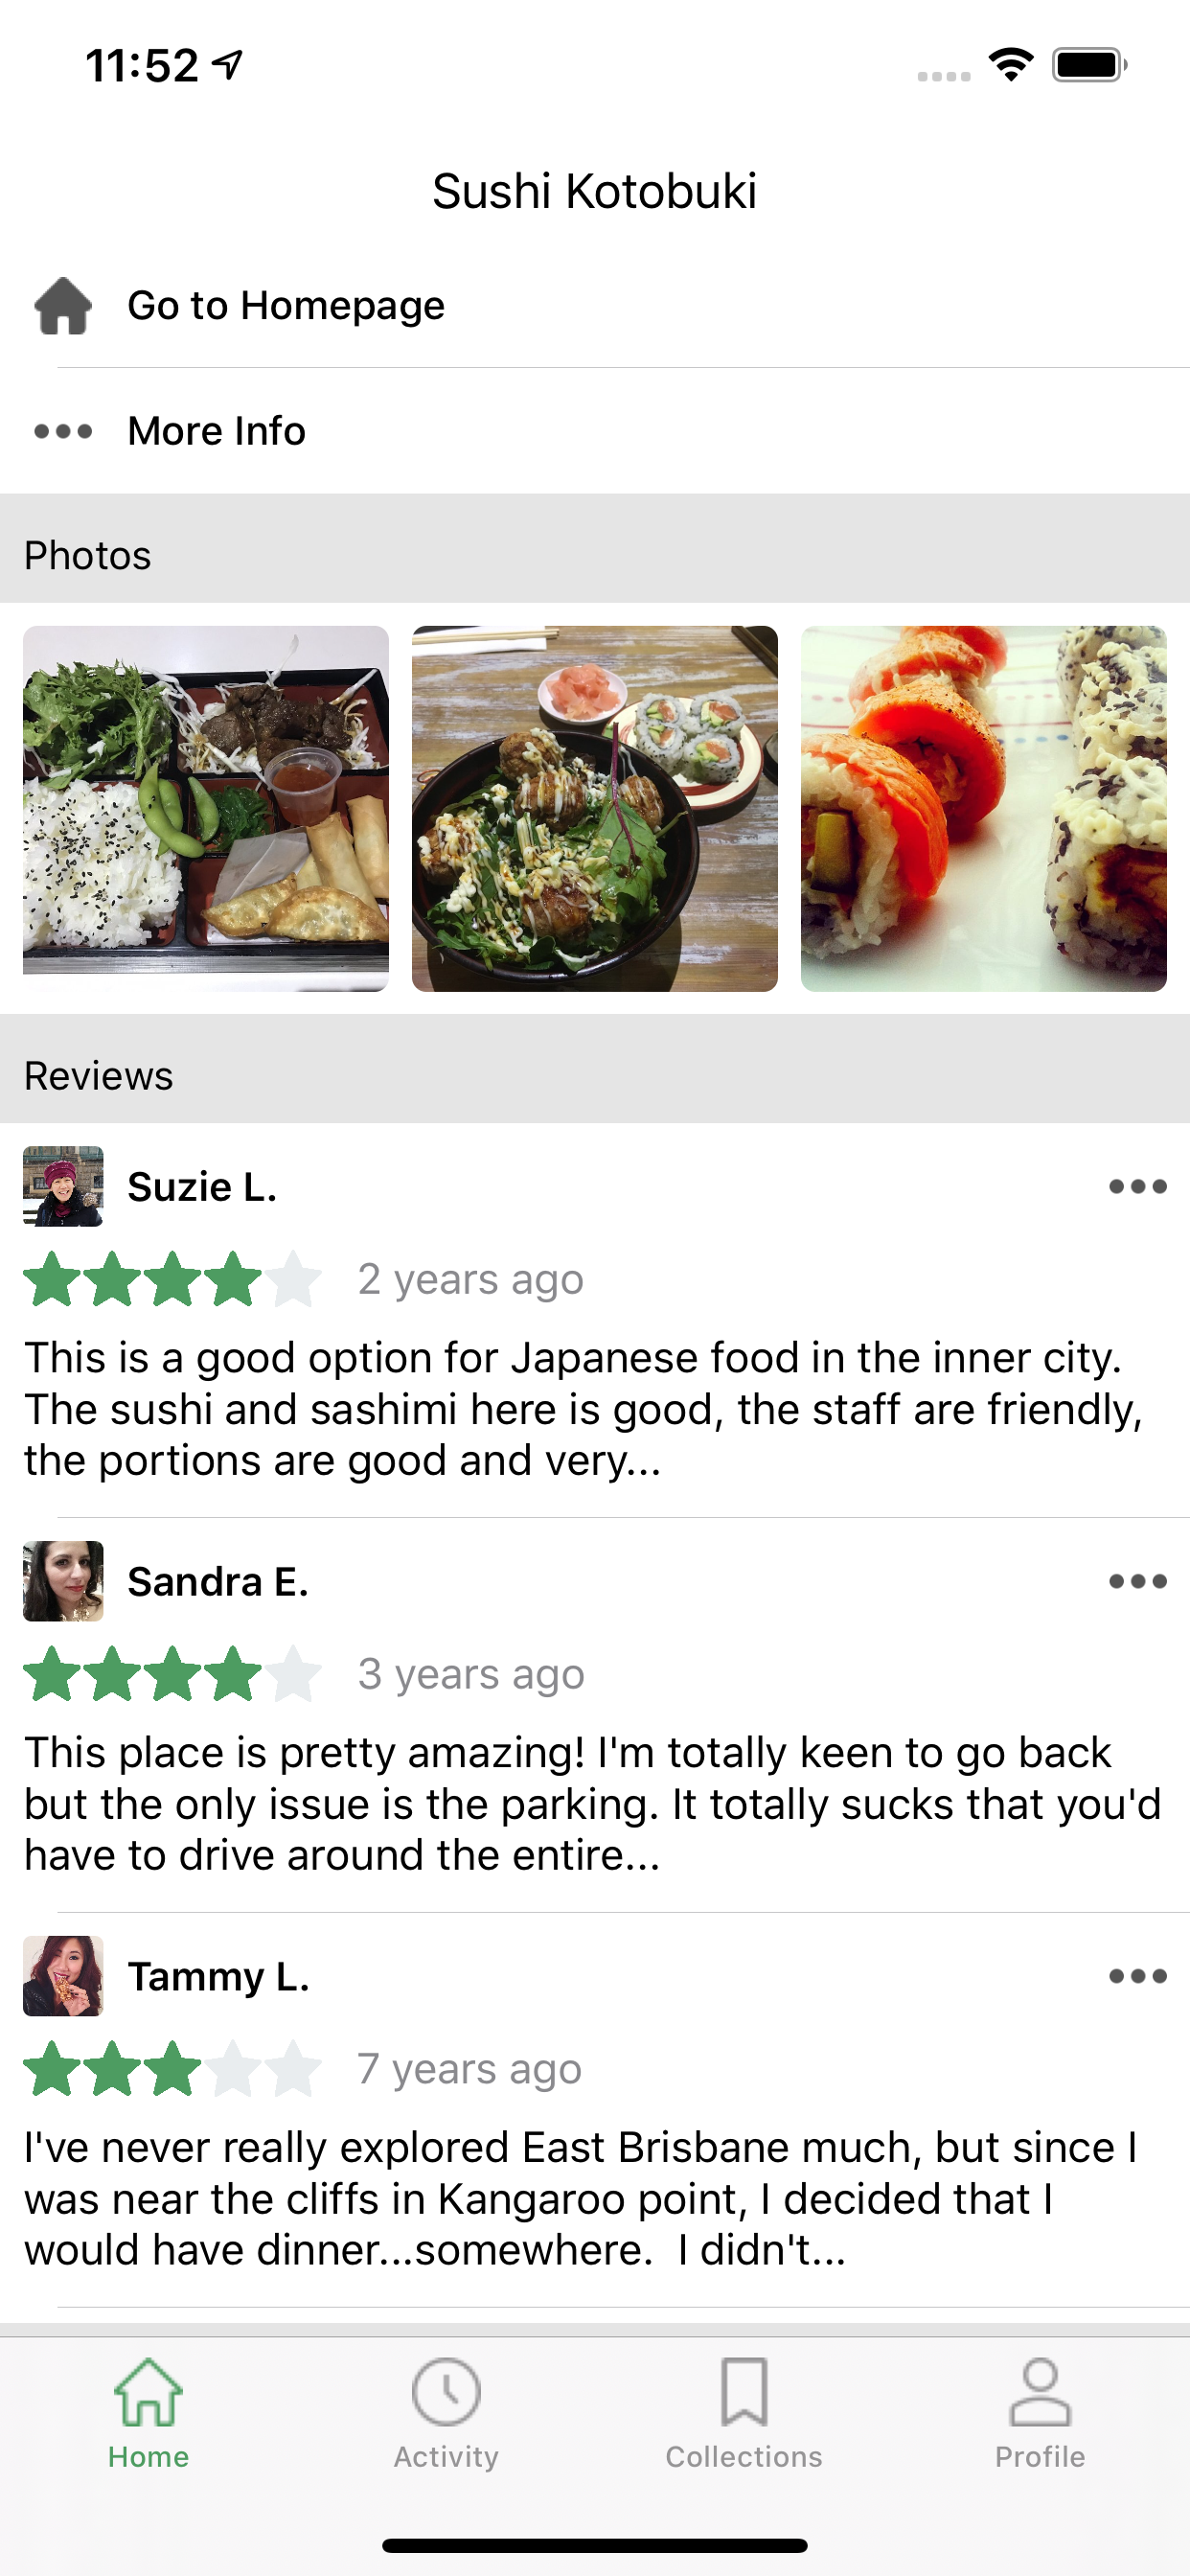 11:52
Sushi Kotobuki
Go to Homepage
More Info
Photos
Reviews
Suzie L.
2 years ago
This is a good option for Japanese food in the inner city.
The sushi and sashimi here is good, the staff are friendly,
the portions are good and very...
Sandra E.
3 years ago
This place is pretty amazing! I'm totally keen to go back
but the only issue is the parking. It totally sucks that you'd
have to drive around the entire...
Tammy L.
7 years ago
I've never really explored East Brisbane much, but since I
was near the cliffs in Kangaroo point, I decided that I
would have dinner...somewhere.  I didn't...
Home
Activity
Collections
Profile